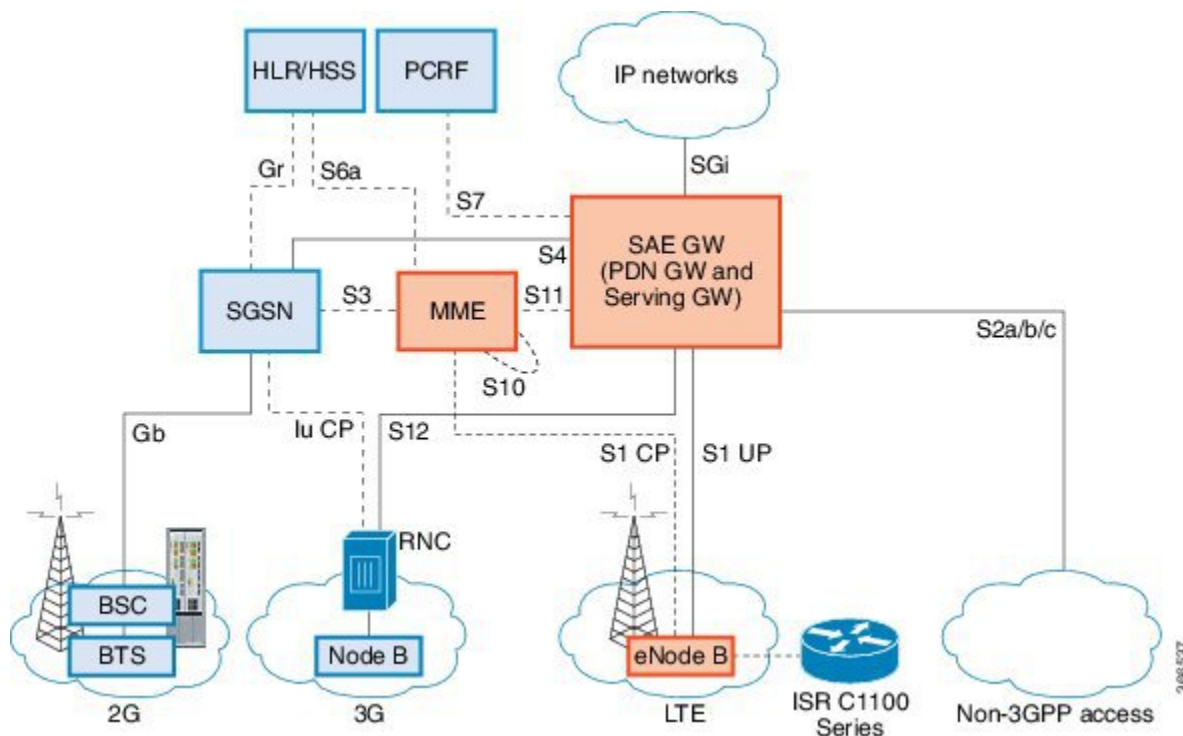 HLR/HSS
PCRF
IP networks
Gr
S6a
SGi
S7
S4
SAE GW
(PDN GW and
Serving GW)
SGSN
S3
MME
S11
S2a/b/c
S10
Gb
Iu CP
S12
S1 CP
S1 UP
RNC
BSC
BTS
Node B
eNode B
2G
3G
LTE
ISR C1100
Series
Non-3GPP access